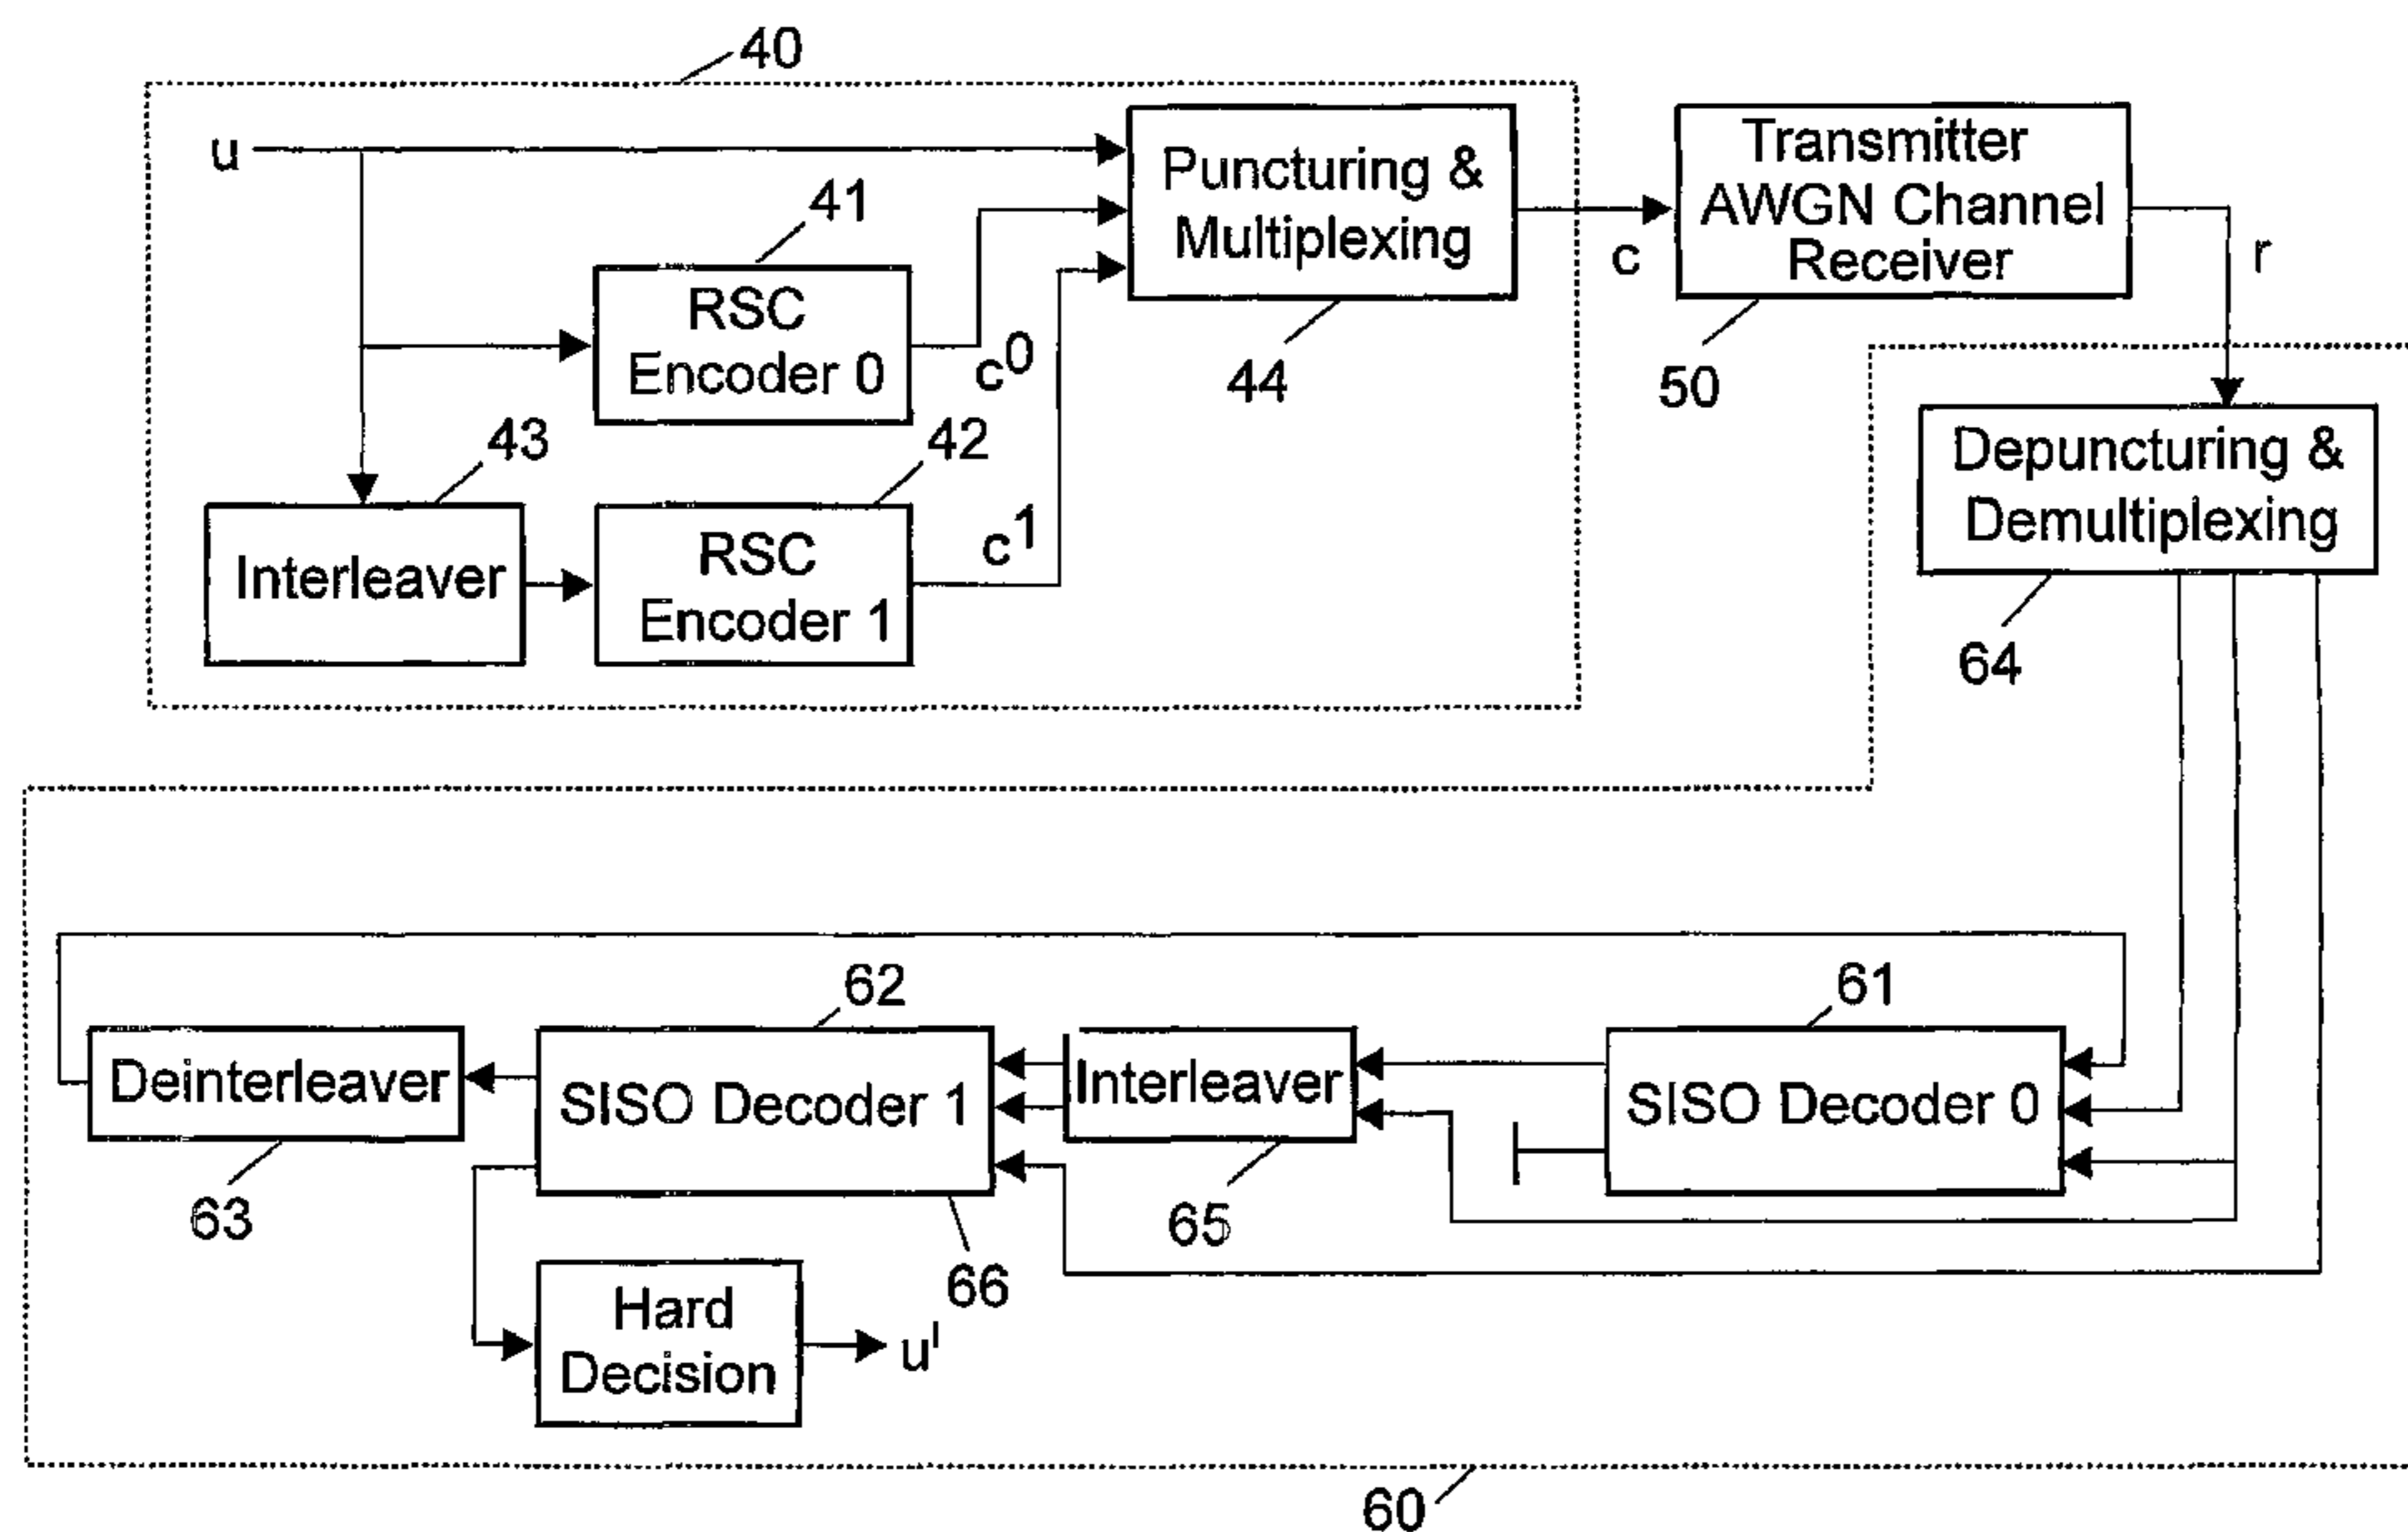 40
u
Puncturing &
Multiplexing
44
41
RSC
Encoder 0
c0
43
Interleaver
42
RSC
Encoder 1
c1
c
Transmitter
AWGN Channel
Receiver
50
r
Depuncturing &
Demultiplexing
64
63
Deinterleaver
62
SISO Decoder 1
66
Interleaver
65
61
SISO Decoder 0
Hard
Decision
u'
60